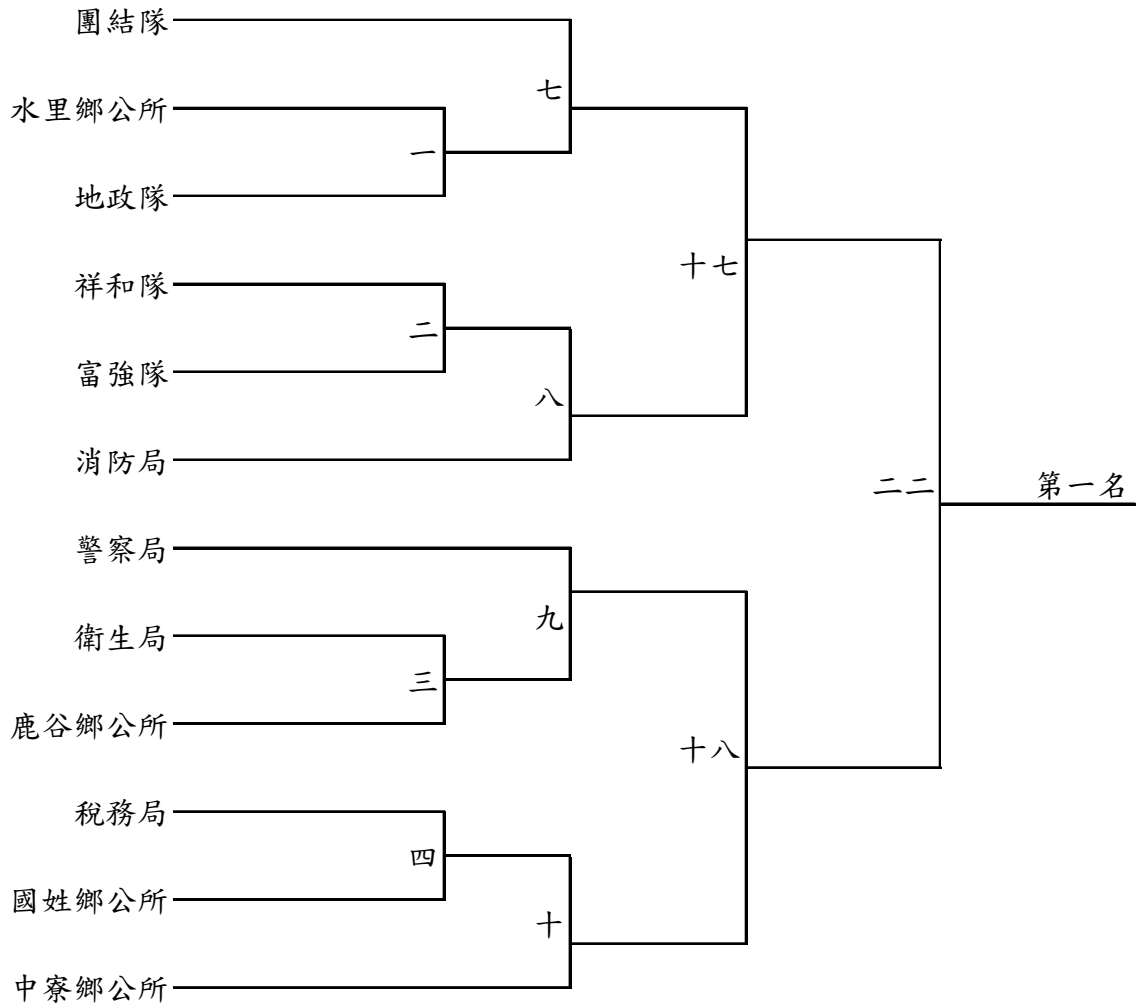 團結隊
七
水里鄉公所
一
地政隊
十七
祥和隊
二
富強隊
八
消防局
二二
第一名
警察局
九
衛生局
三
鹿谷鄉公所
十八
稅務局
四
國姓鄉公所
十
中寮鄉公所